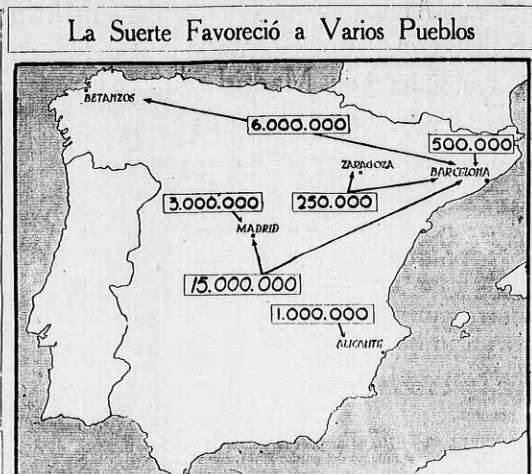 La Suerte Favoreció a Varios Pueblos
BETANZOS
6.000.000
500.000
ZARAGOZA
BARCELONA
3.000.000
250.000
MADRID
15.000.000
1.000.000
ALICANTE